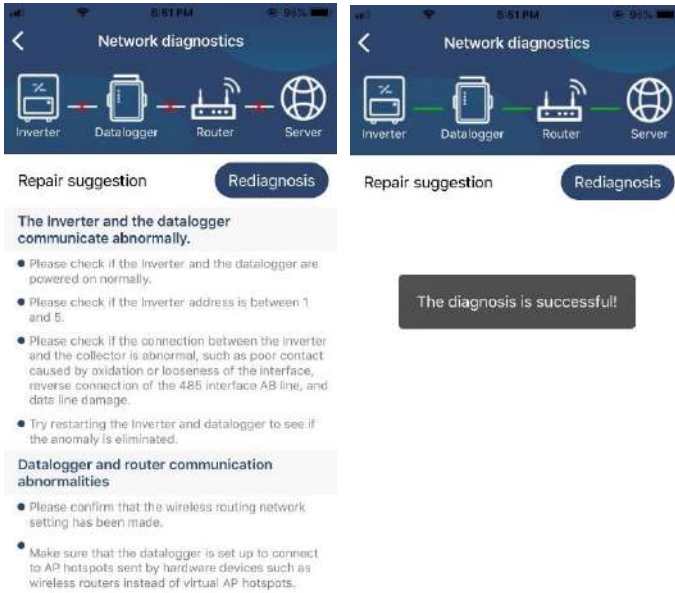 Network diagnostics
Inverter
Datalogger
Router
Server
Repair suggestion
Rediagnosis
The Inverter and the datalogger
communicate abnormally.
Please check if the Inverter and the datalogger are
powered on normally.
Please check if the Inverter address is between 1
and 5.
Please check if the connection between the Inverter
and the collector is abnormal, such as poor contact
caused by oxidation or looseness of the interface,
reverse connection of the 485 interface AB line, and
data line damage.
Try restarting the Inverter and datalogger to see if
the anomaly is eliminated.
Datalogger and router communication
abnormalities
Please confirm that the wireless routing network
setting has been made.
Make sure that the datalogger is set up to connect
to AP hotspots sent by hardware devices such as
wireless routers instead of virtual AP hotspots.
Network diagnostics
Inverter
Datalogger
Router
Server
Repair suggestion
Rediagnosis
The diagnosis is successful!